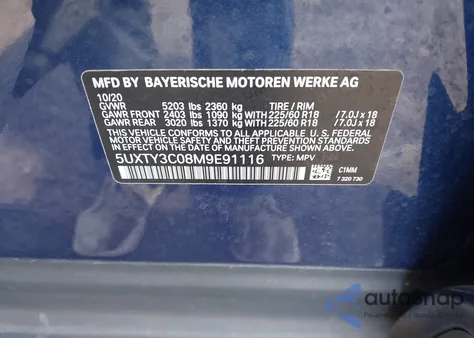 MFD BY BAYERISCHE MOTOREN WERKE AG
10/20
GVWR 5203 lbs 2360 kg TIRE / RIM
GAWR FRONT 2403 lbs 1090 kg WITH 225/60 R18 / 7.0J x 18
GAWR REAR 3020 lbs 1370 kg WITH 225/60 R18 / 7.0J x 18
THIS VEHICLE CONFORMS TO ALL APPLICABLE U.S. FEDERAL
MOTOR VEHICLE SAFETY AND THEFT PREVENTION STANDARDS
IN EFFECT ON THE DATE OF MANUFACTURE SHOWN ABOVE.
5UXTY3C08M9E91116 TYPE: MPV
C1MM
7 320 730
autosnap